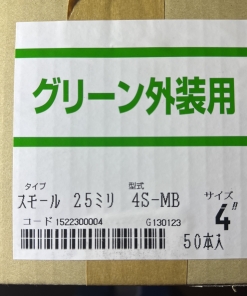 グリーン外装用
タイプ 型式 サイズ
スモール 25ミリ 4S-MB 4"
コード 1522300004 G130123
50本入